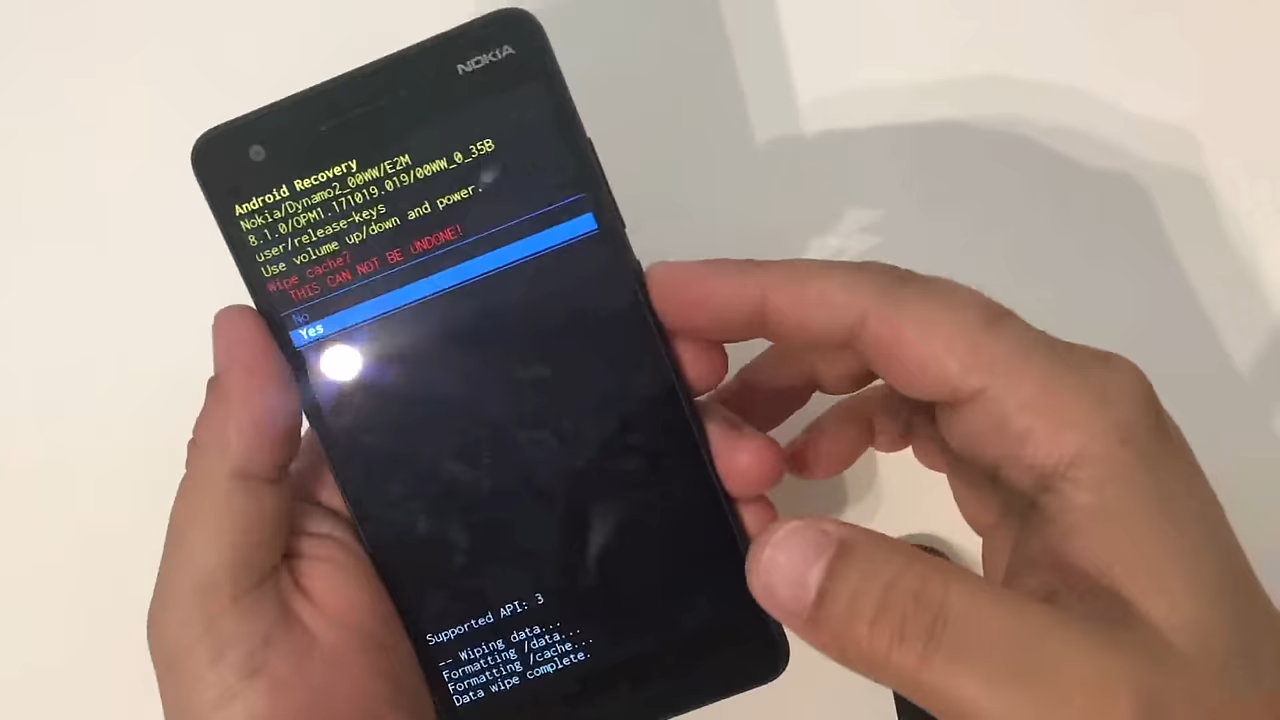 NOKIA
Android Recovery
Nokia/Dynamo2_00WW/E2M
8.1.0/OPM1.171019.019/00WW_0_35B
user/release-keys
Use volume up/down and power.
Wipe cache?
THIS CAN NOT BE UNDONE!
No
Yes
Supported API: 3
-- Wiping data...
Formatting /data...
Formatting /cache...
Data wipe complete.